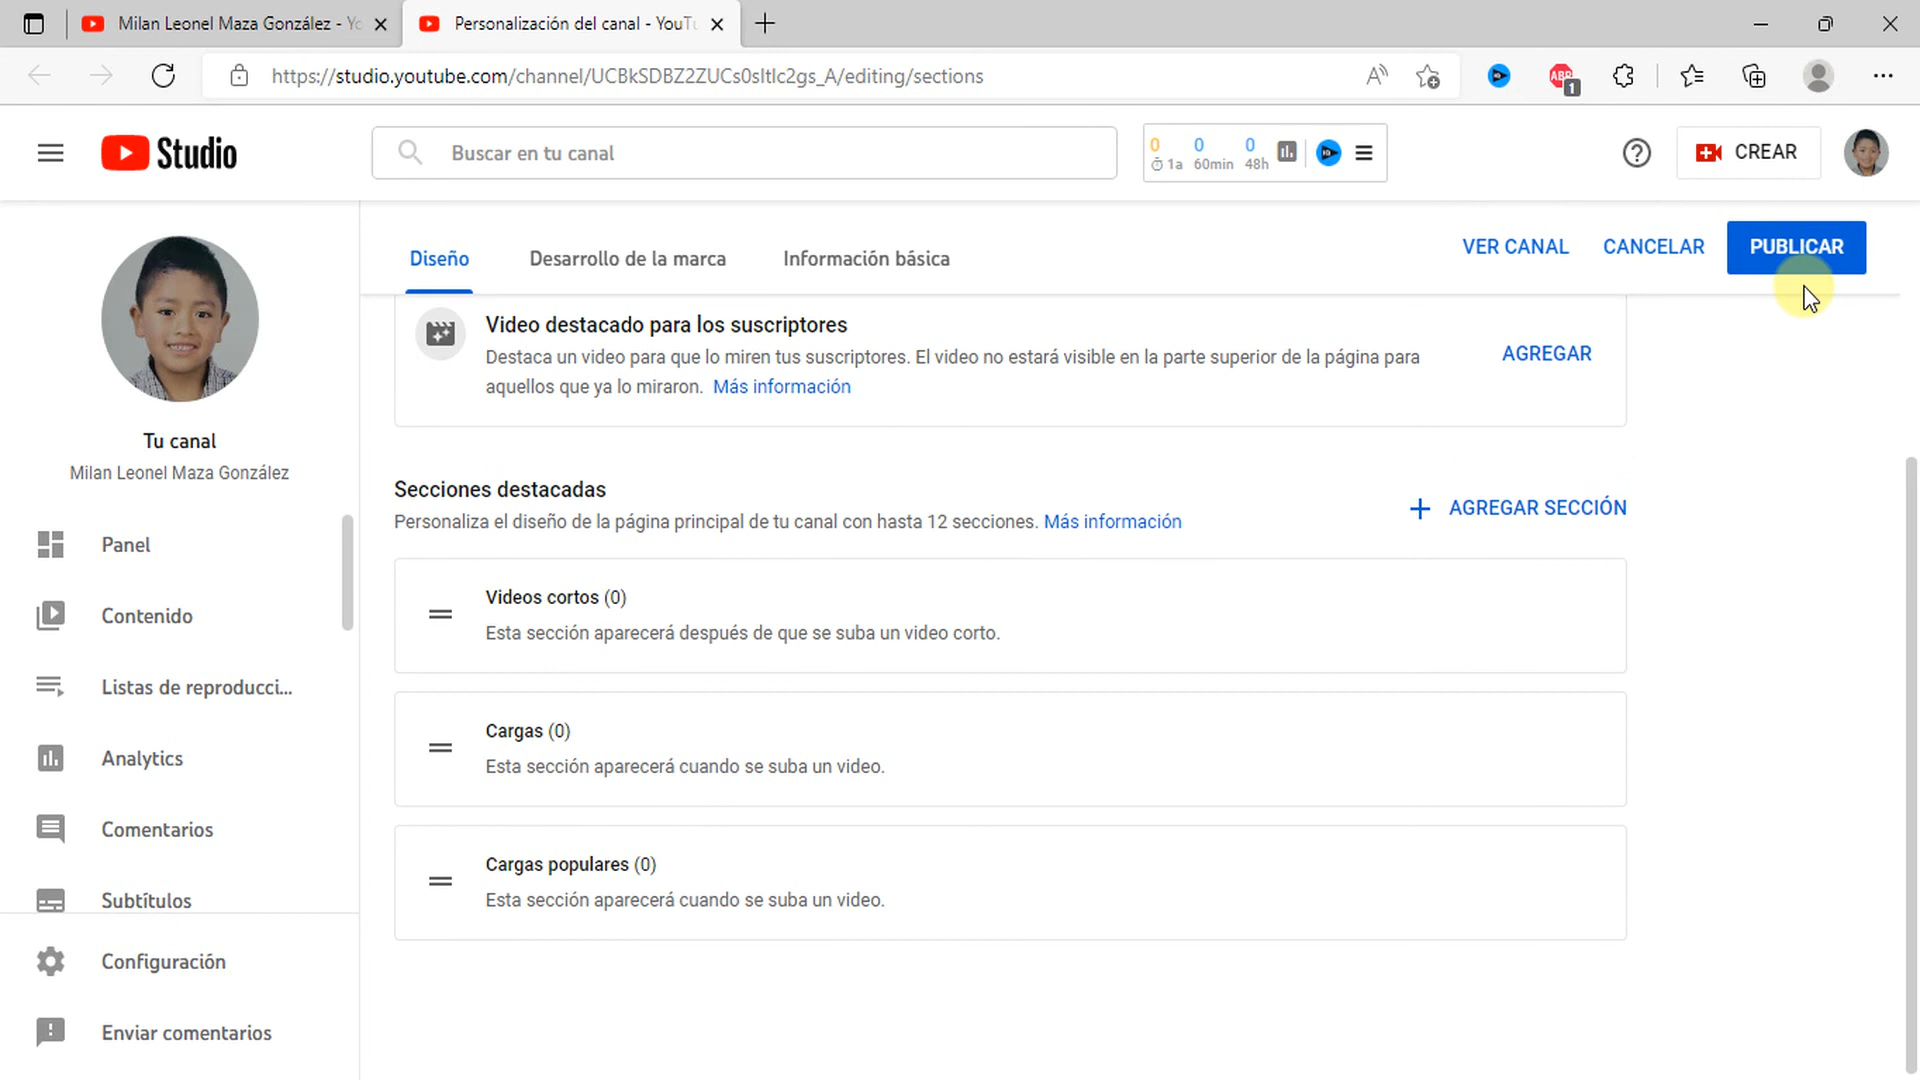 Milan Leonel Maza González - Yo
Personalización del canal - YouTu
https://studio.youtube.com/channel/UCBkSDBZ2ZUCs0sItIc2gs_A/editing/sections
ABP
1
Studio
Buscar en tu canal
0 0 0
1a 60min 48h
CREAR
Diseño
Desarrollo de la marca
Información básica
VER CANAL
CANCELAR
PUBLICAR
Tu canal
Milan Leonel Maza González
Panel
Contenido
Listas de reproducci...
Analytics
Comentarios
Subtítulos
Configuración
Enviar comentarios
Video destacado para los suscriptores
Destaca un video para que lo miren tus suscriptores. El video no estará visible en la parte superior de la página para
aquellos que ya lo miraron. Más información
AGREGAR
Secciones destacadas
Personaliza el diseño de la página principal de tu canal con hasta 12 secciones. Más información
AGREGAR SECCIÓN
Videos cortos (0)
Esta sección aparecerá después de que se suba un video corto.
Cargas (0)
Esta sección aparecerá cuando se suba un video.
Cargas populares (0)
Esta sección aparecerá cuando se suba un video.